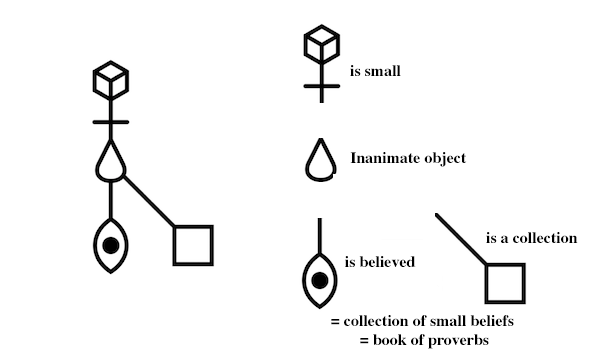 is small
Inanimate object
is a collection
is believed
= collection of small beliefs
= book of proverbs